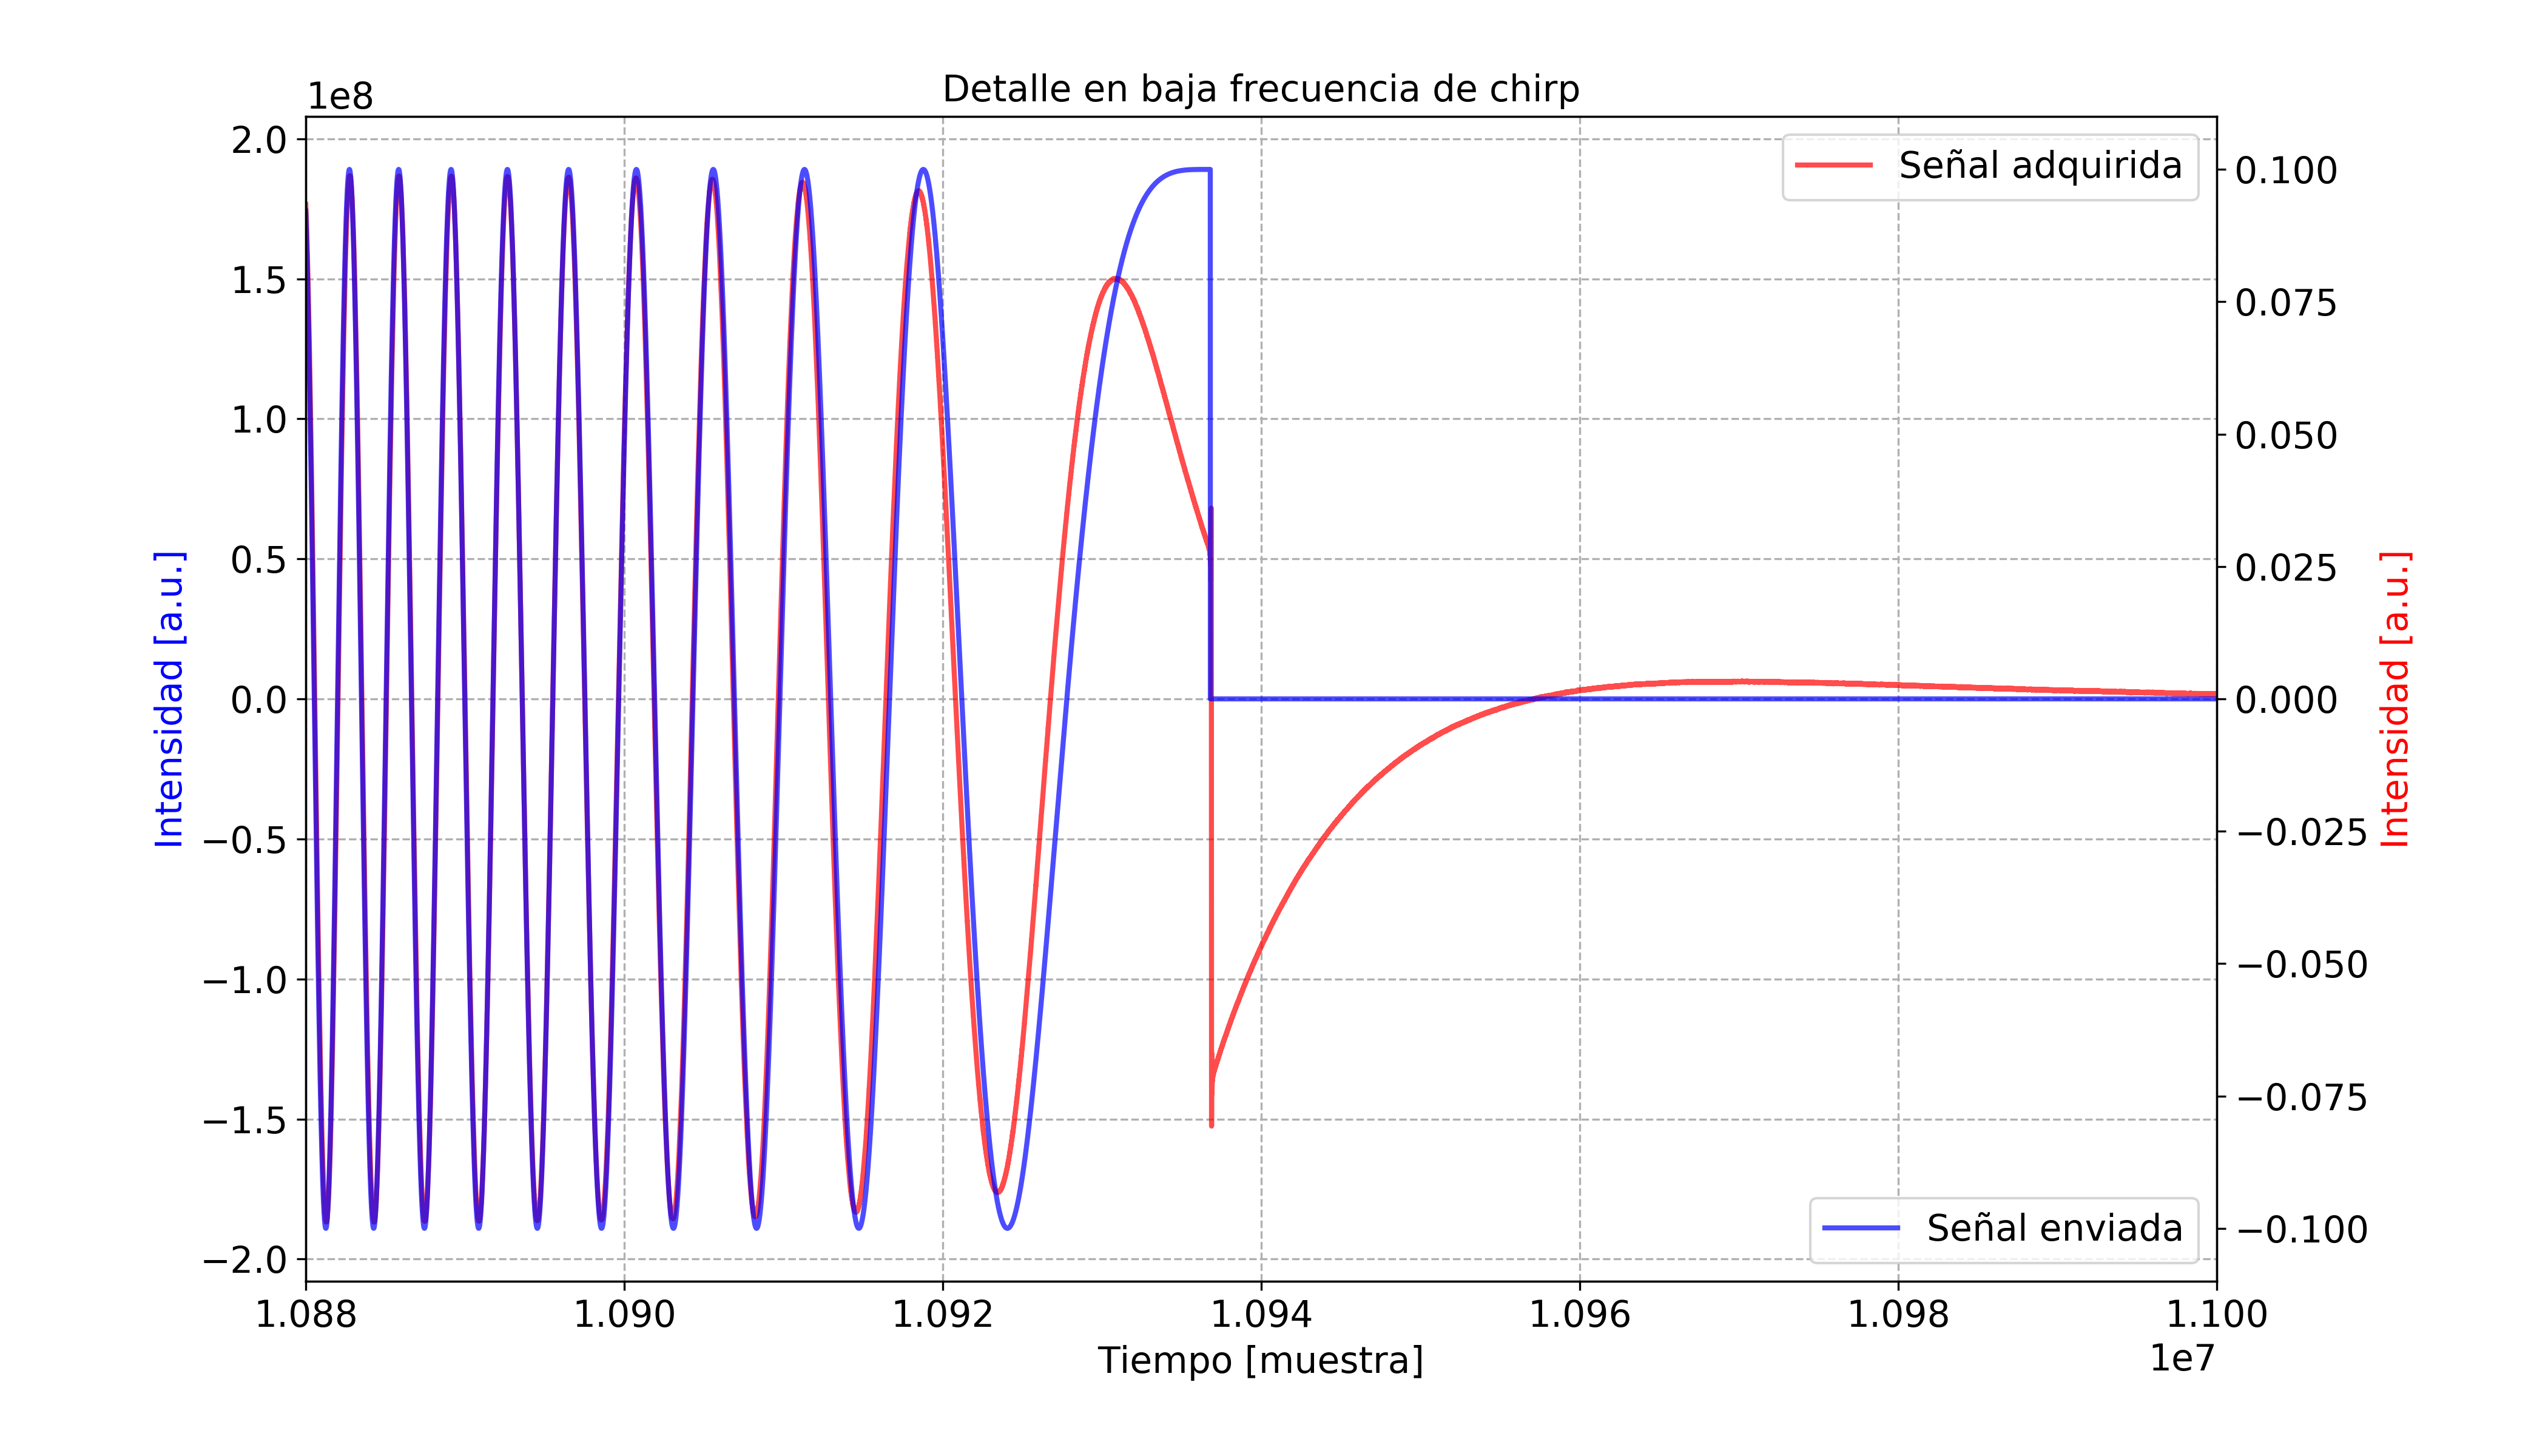 Detalle en baja frecuencia de chirp
1e8
2.0
1.5
1.0
0.5
0.0
−0.5
−1.0
−1.5
−2.0
Intensidad [a.u.]
Señal adquirida
Señal enviada
0.100
0.075
0.050
0.025
0.000
−0.025
−0.050
−0.075
−0.100
Intensidad [a.u.]
1.088 1.090 1.092 1.094 1.096 1.098 1.100
1e7
Tiempo [muestra]